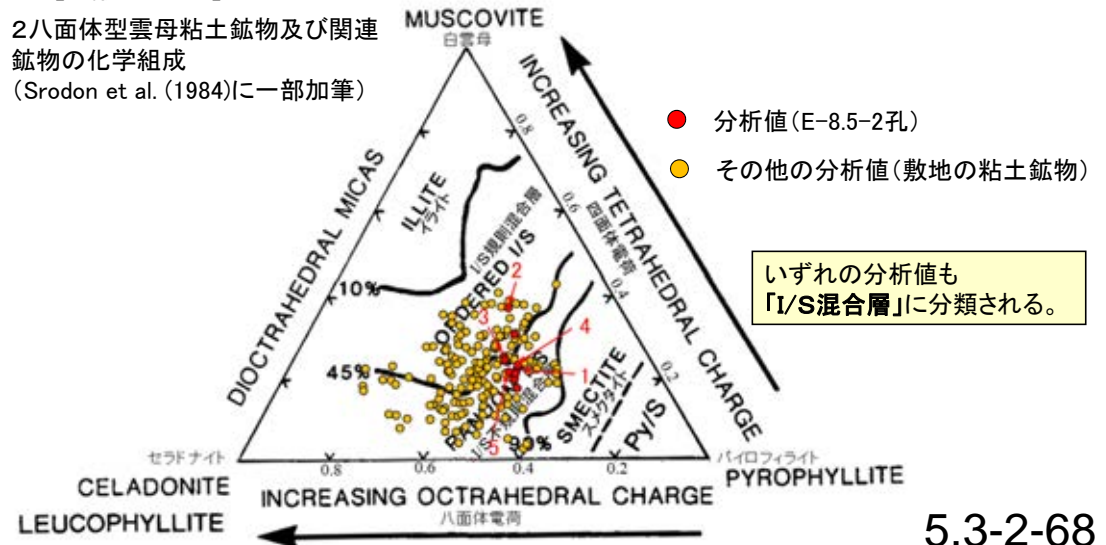 2八面体型雲母粘土鉱物及び関連
鉱物の化学組成
(Srodon et al. (1984)に一部加筆)
MUSCOVITE
白雲母
分析値(E-8.5-2孔)
その他の分析値(敷地の粘土鉱物)
いずれの分析値も
「I/S混合層」に分類される。
DIOCTRAHEDRAL MICAS
INCREASING TETRAHEDRAL CHARGE
四面体電荷
0.8
0.6
0.4
0.2
ILLITE
イライト
I/S規則混合層
ORDERED I/S
10%
45%
2
3
4
1
5
I/S不規則混合
SMECTITE
スメクタイト
Py/S
セラドナイト
CELADONITE
LEUCOPHYLLITE
0.8
0.6
0.4
0.2
パイロフィライト
PYROPHYLLITE
INCREASING OCTRAHEDRAL CHARGE
八面体電荷
5.3-2-68